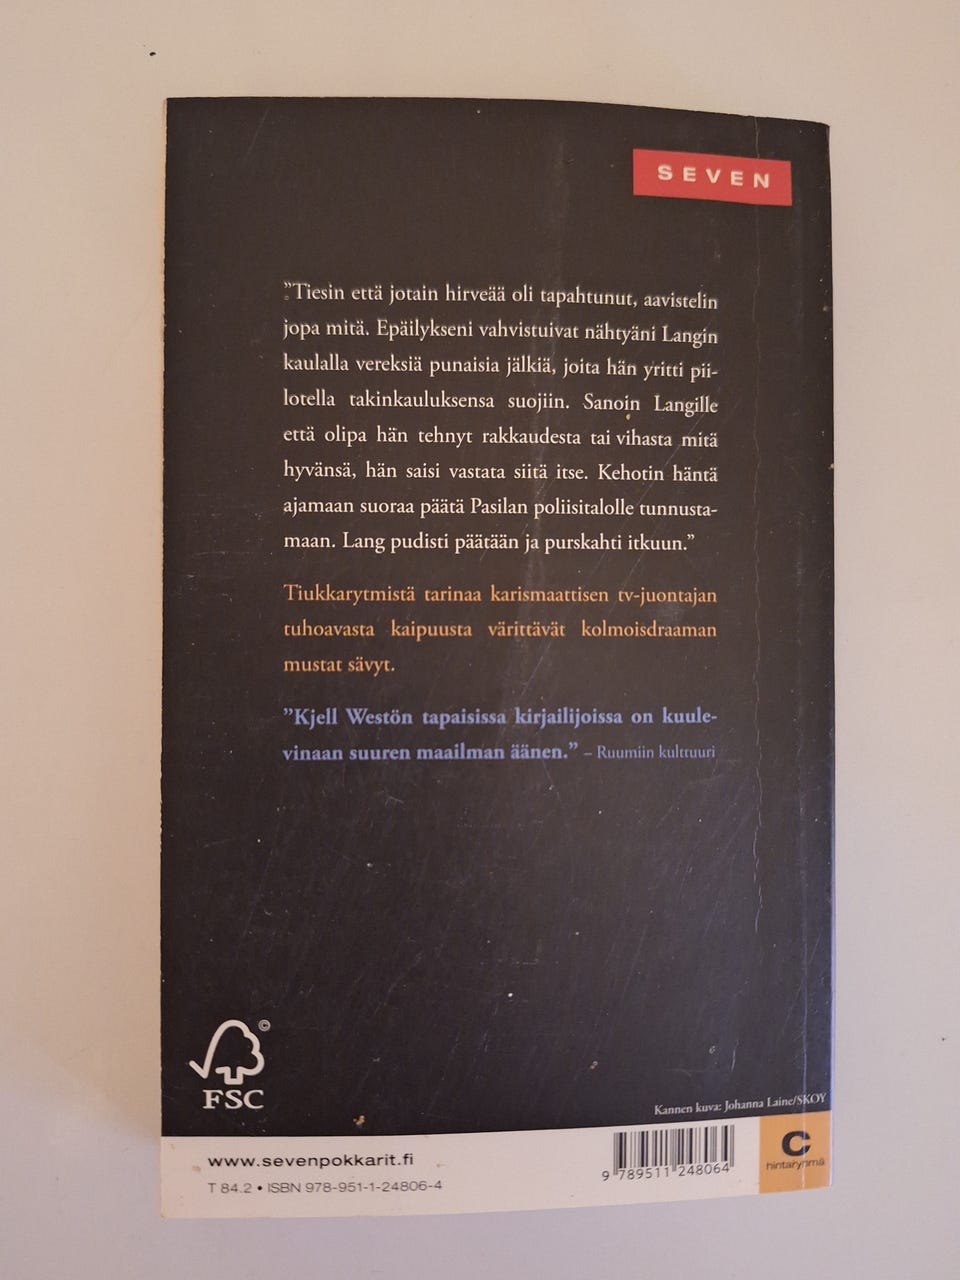 SEVEN
”Tiesin että jotain hirveää oli tapahtunut, aavistelin
jopa mitä. Epäilykseni vahvistuivat nähtyäni Langin
kaulalla vereksiä punaisia jälkiä, joita hän yritti pii-
lotella takinkauluksensa suojiin. Sanoin Langille
että olipa hän tehnyt rakkaudesta tai vihasta mitä
hyvänsä, hän saisi vastata siitä itse. Kehotin häntä
ajamaan suoraa päätä Pasilan poliisitalolle tunnusta-
maan. Lang pudisti päätään ja purskahti itkuun.”
Tiukkarytmistä tarinaa karismaattisen tv-juontajan
tuhoavasta kaipuusta värittävät kolmoisdraaman
mustat sävyt.
”Kjell Westön tapaisissa kirjailijoissa on kuule-
vinaan suuren maailman äänen.” – Ruumiin kulttuuri
©
FSC
Kannen kuva: Johanna Laine/SKOY
www.sevenpokkarit.fi
T 84.2 • ISBN 978-951-1-24806-4
9 789511 248064
C
hintaryhmä